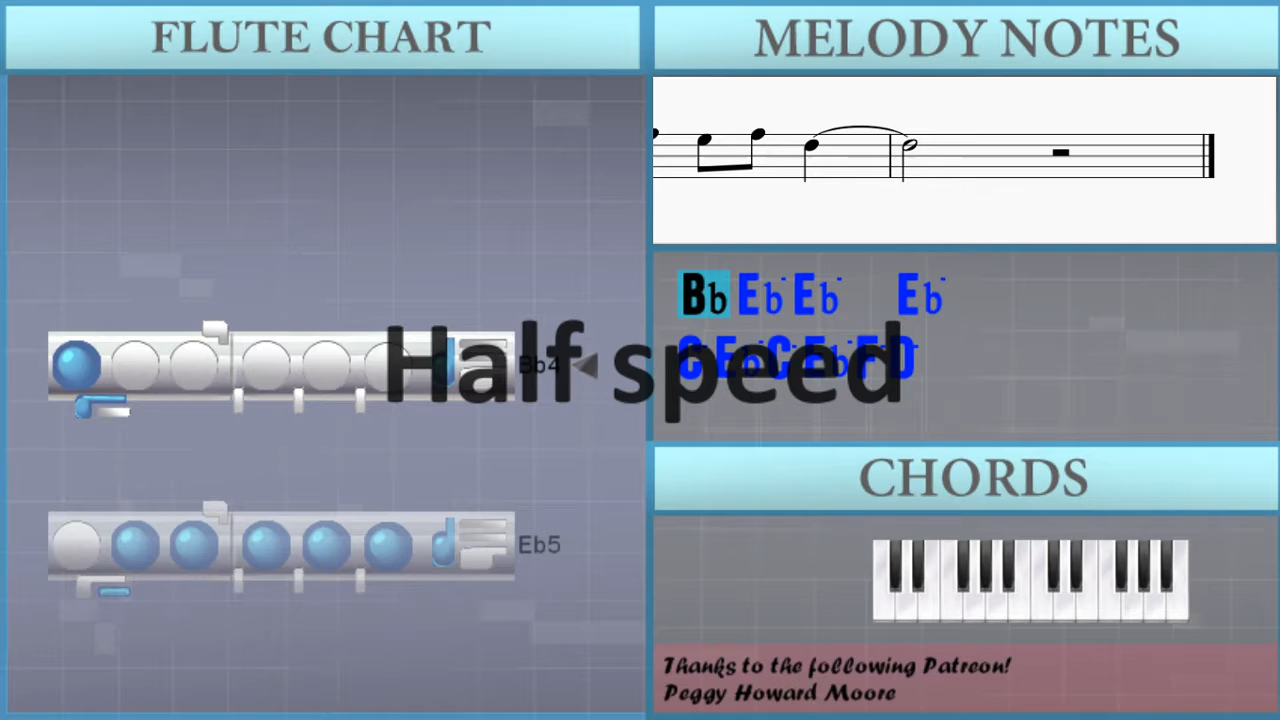 FLUTE CHART
MELODY NOTES
Bb Eb˙ Eb˙ Eb˙
Half speed
Bb4
Eb5
CHORDS
Thanks to the following Patreon!
Peggy Howard Moore